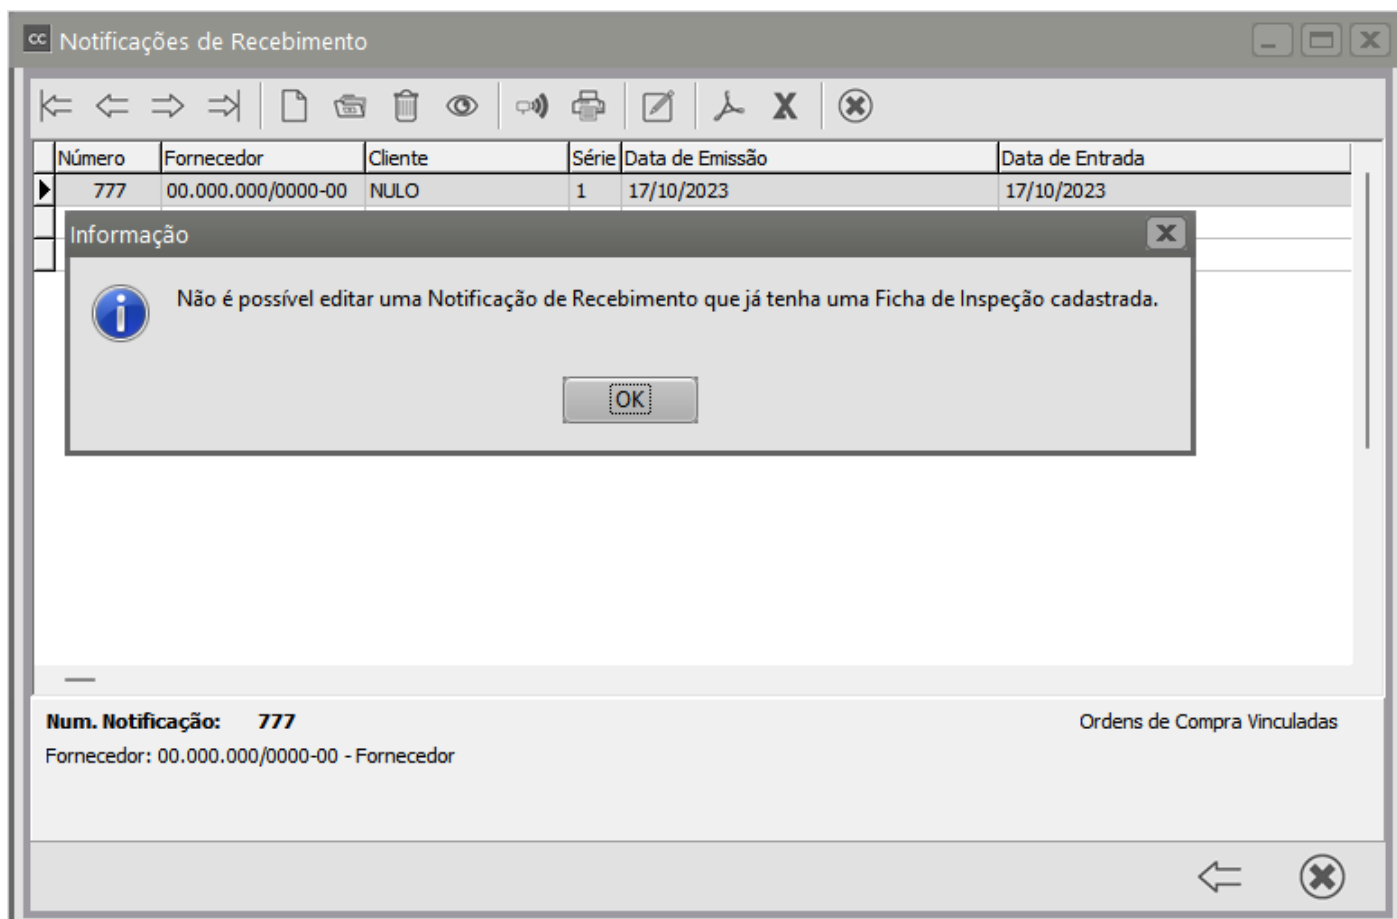 cc Notificações de Recebimento
Número Fornecedor Cliente Série Data de Emissão Data de Entrada
777 00.000.000/0000-00 NULO 1 17/10/2023 17/10/2023
Informação
Não é possível editar uma Notificação de Recebimento que já tenha uma Ficha de Inspeção cadastrada.
OK
Num. Notificação: 777 Ordens de Compra Vinculadas
Fornecedor: 00.000.000/0000-00 - Fornecedor